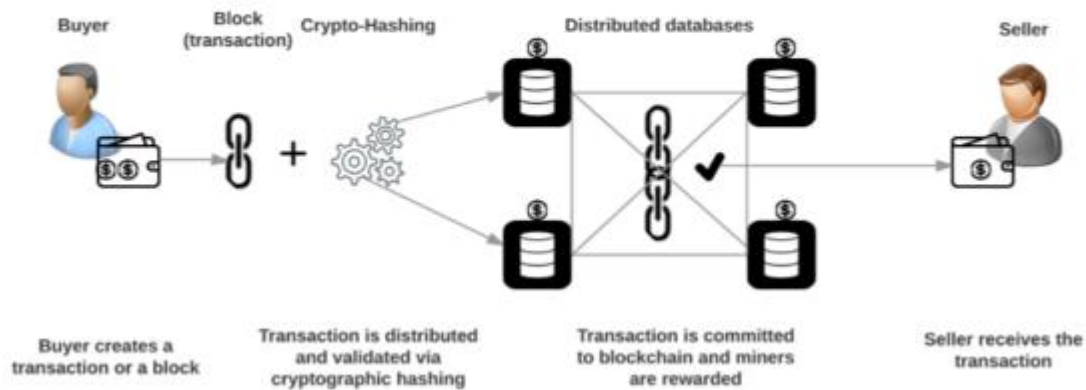 Buyer
Block
(transaction)
Crypto-Hashing
Distributed databases
Seller
Buyer creates a
transaction or a block
Transaction is distributed
and validated via
cryptographic hashing
Transaction is committed
to blockchain and miners
are rewarded
Seller receives the
transaction